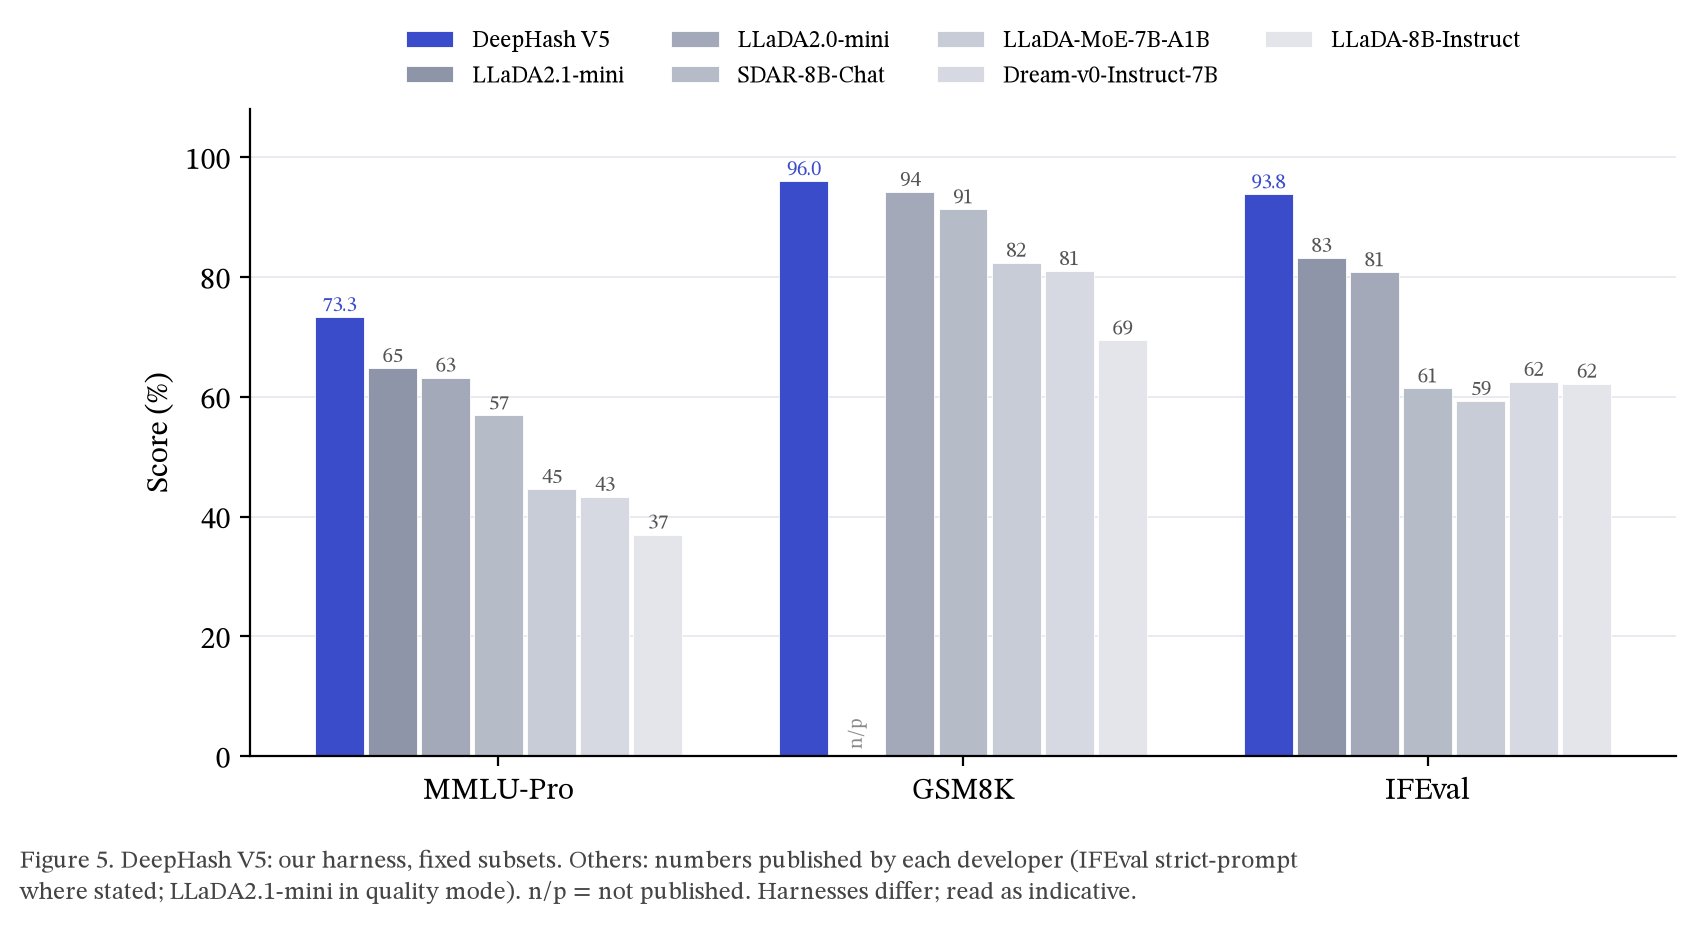 DeepHash V5
LLaDA2.1-mini
LLaDA2.0-mini
SDAR-8B-Chat
LLaDA-MoE-7B-A1B
Dream-v0-Instruct-7B
LLaDA-8B-Instruct
Score (%)
100
80
60
40
20
0
73.3
65
63
57
45
43
37
96.0
n/p
94
91
82
81
69
93.8
83
81
61
59
62
62
MMLU-Pro
GSM8K
IFEval
Figure 5. DeepHash V5: our harness, fixed subsets. Others: numbers published by each developer (IFEval strict-prompt
where stated; LLaDA2.1-mini in quality mode). n/p = not published. Harnesses differ; read as indicative.